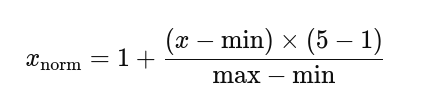 x_norm = 1 + (x − min) × (5 − 1) / max − min